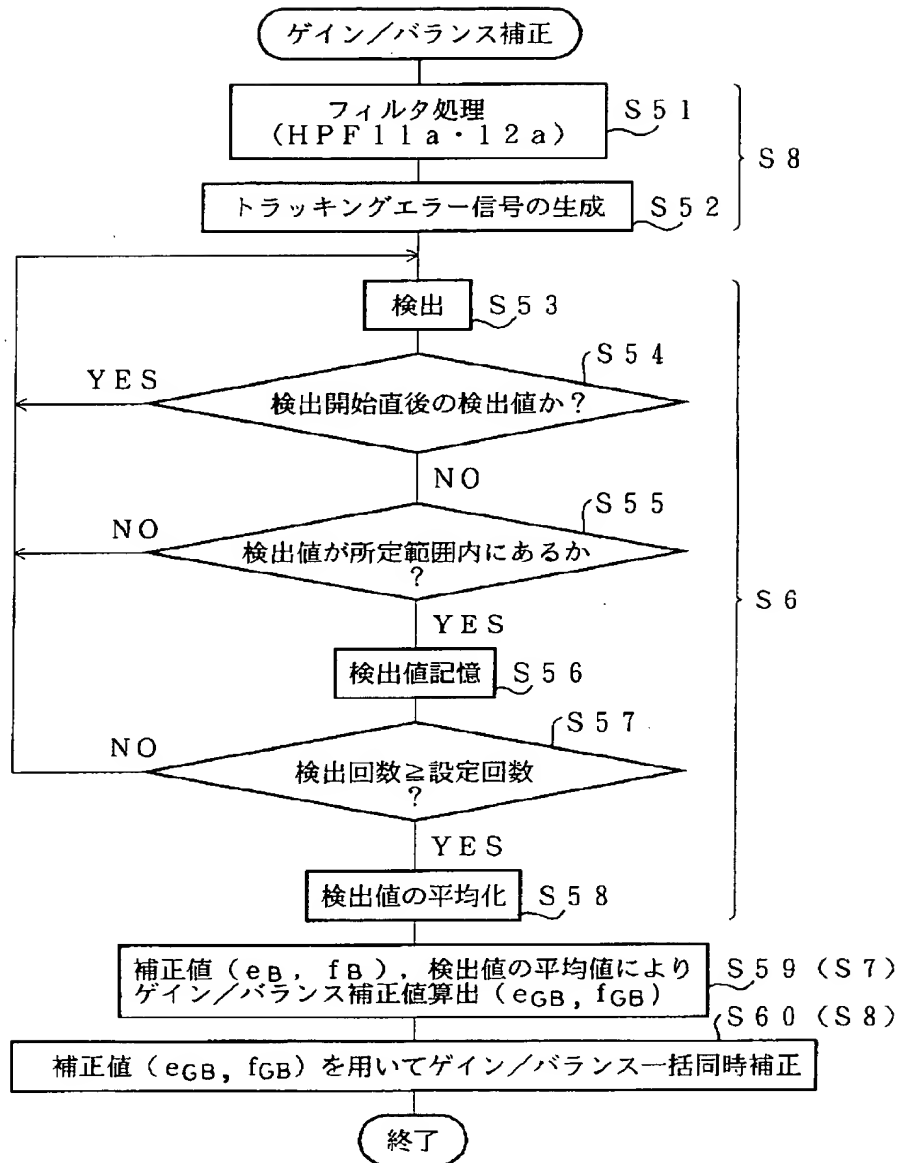 ゲイン／バランス補正
フィルタ処理
（HPF11a・12a）
S51
S8
トラッキングエラー信号の生成
S52
検出
S53
S54
YES
検出開始直後の検出値か？
NO
S55
NO
検出値が所定範囲内にあるか
？
S6
YES
検出値記憶
S56
S57
NO
検出回数≧設定回数
？
YES
検出値の平均化
S58
補正値（eB，fB），検出値の平均値により
ゲイン／バランス補正値算出（eGB，fGB）
S59（S7）
S60（S8）
補正値（eGB，fGB）を用いてゲイン／バランス一括同時補正
終了